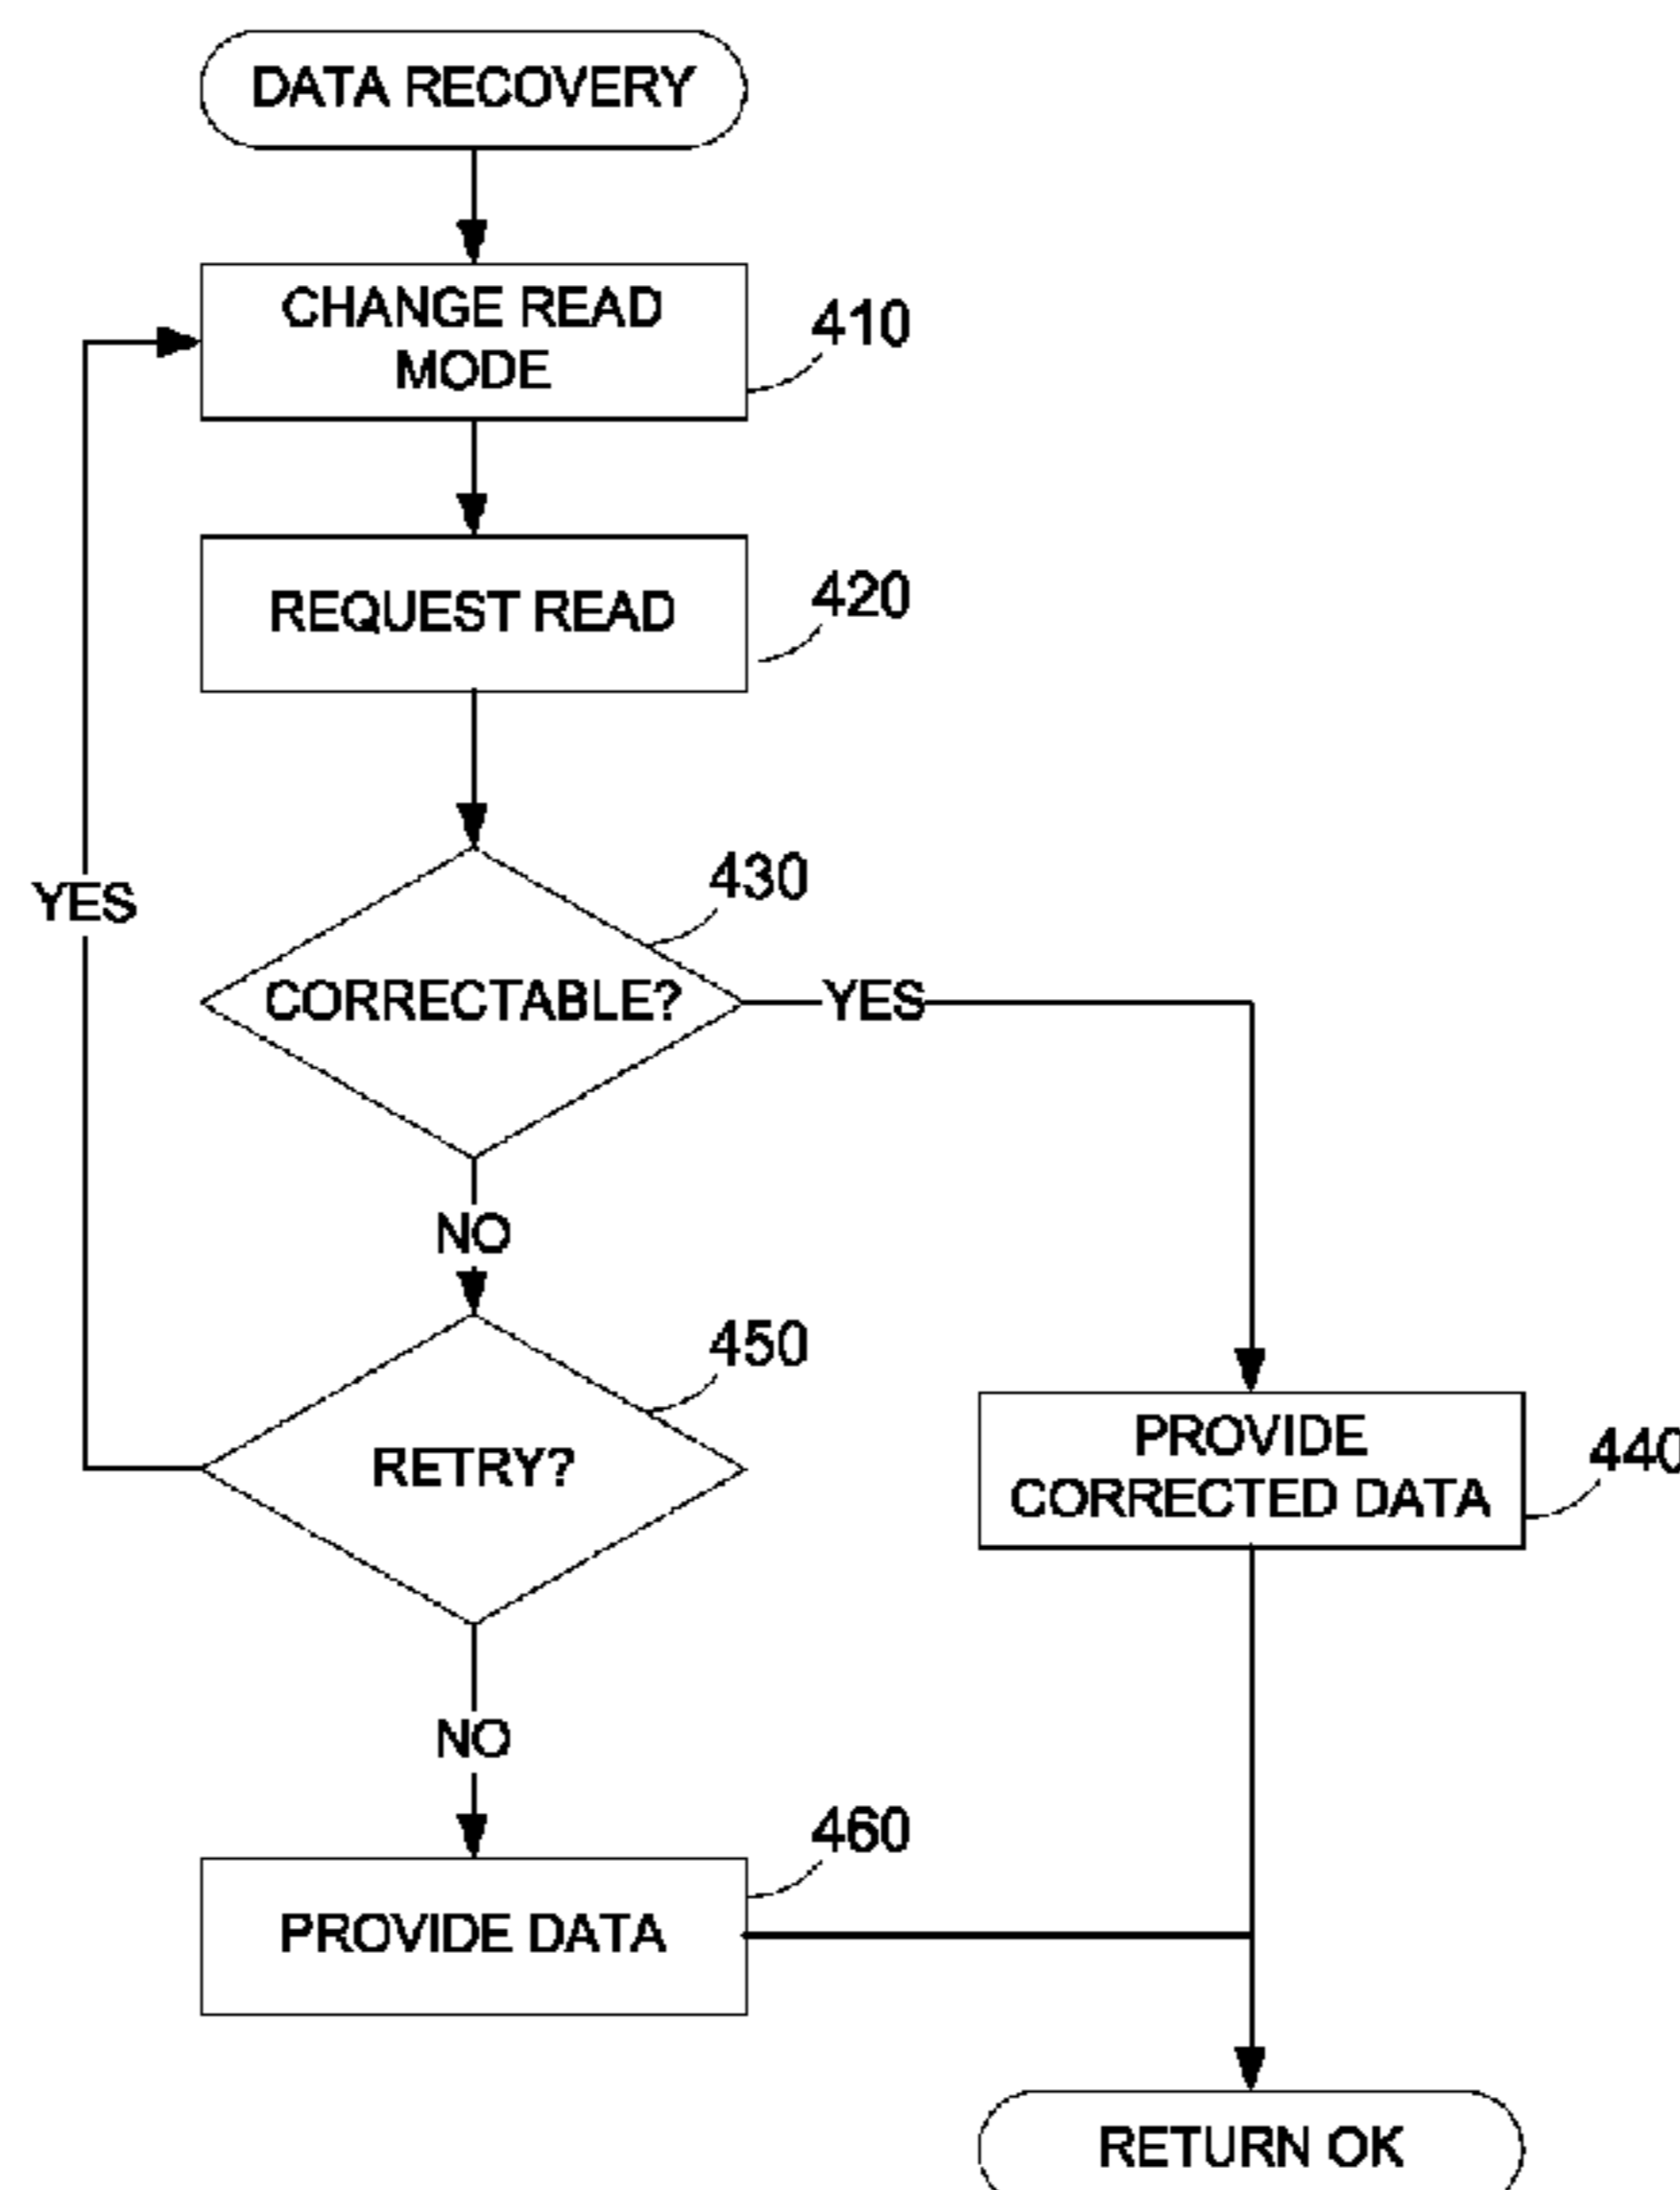 DATA RECOVERY
CHANGE READ
MODE
410
REQUEST READ
420
430
YES
CORRECTABLE?
YES
NO
450
RETRY?
PROVIDE
CORRECTED DATA
440
NO
460
PROVIDE DATA
RETURN OK